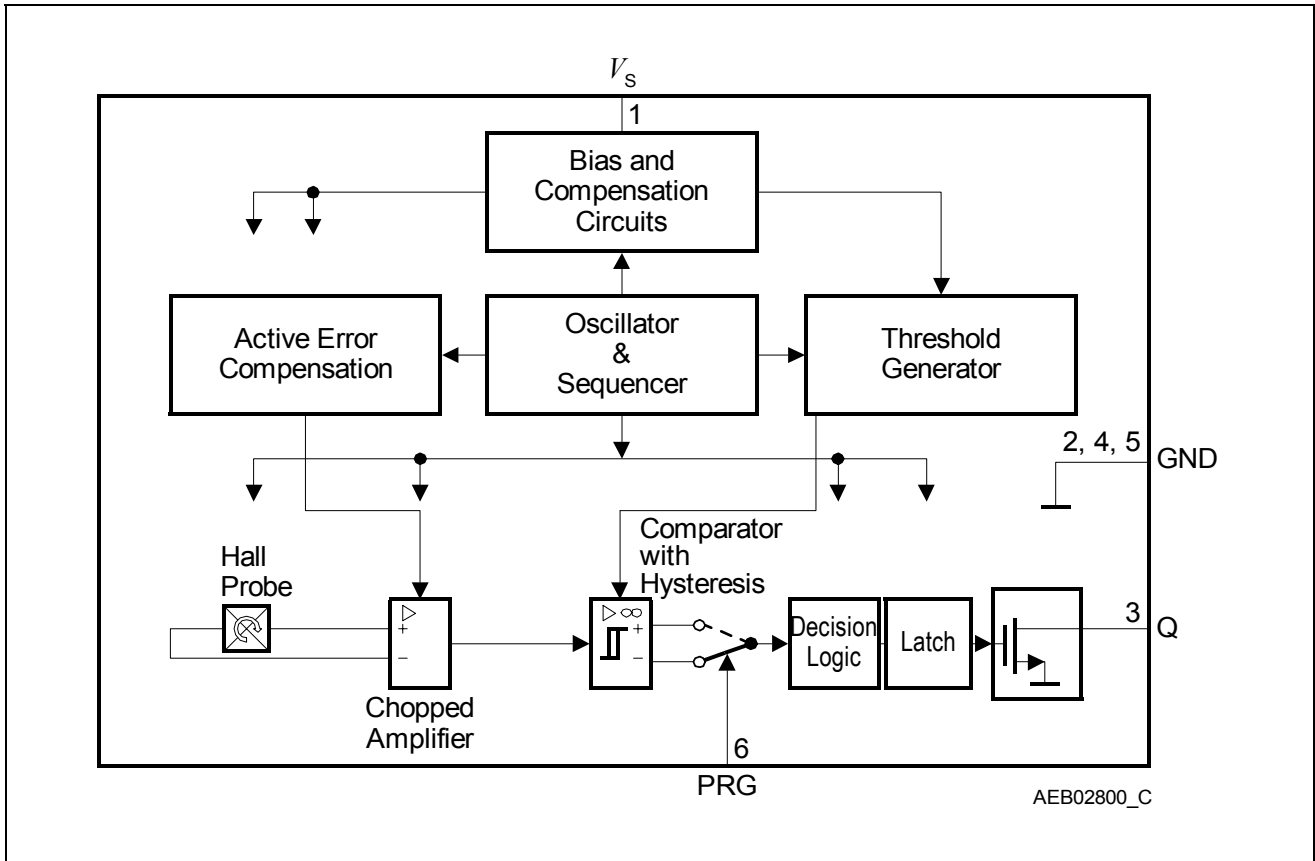 VS
1
Bias and
Compensation
Circuits
Active Error
Compensation
Oscillator
&
Sequencer
Threshold
Generator
2, 4, 5
GND
Comparator
with
Hysteresis
Hall
Probe
▷
+
−
▷ ∞
+
−
Decision
Logic
Latch
3
Q
Chopped
Amplifier
6
PRG
AEB02800_C